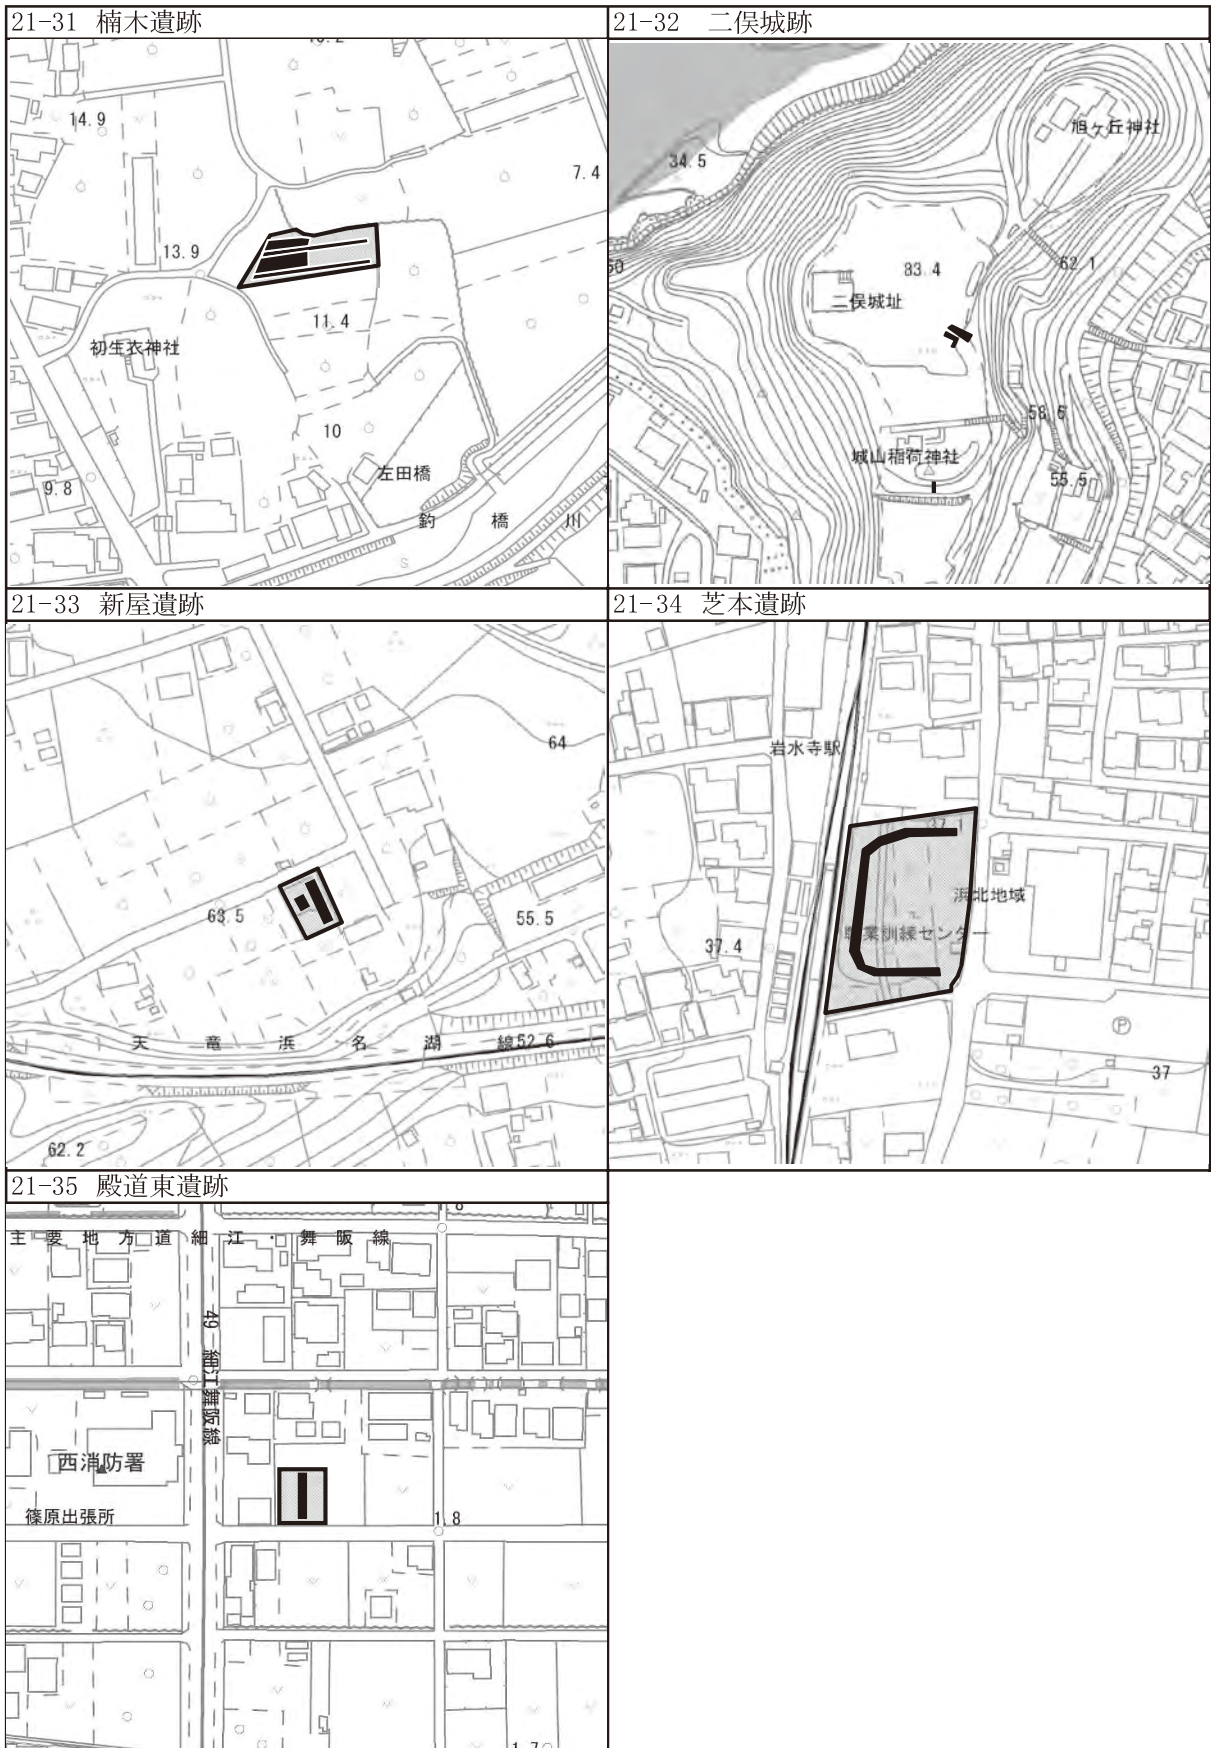 21-31 楠木遺跡
14.9
7.4
13.9
11.4
初生衣神社
10
左田橋
9.8
釣橋川
21-32 二俣城跡
旭ヶ丘神社
34.5
83.4
62.1
二俣城址
58.6
城山稲荷神社
55.5
21-33 新屋遺跡
64
63.5
55.5
天竜浜名湖線
52.6
62.2
21-34 芝本遺跡
岩水寺駅
37.1
浜北地域
職業訓練センター
37.4
P
37
21-35 殿道東遺跡
主要地方道細江・舞阪線
49 細江舞阪線
西消防署
篠原出張所
1.8